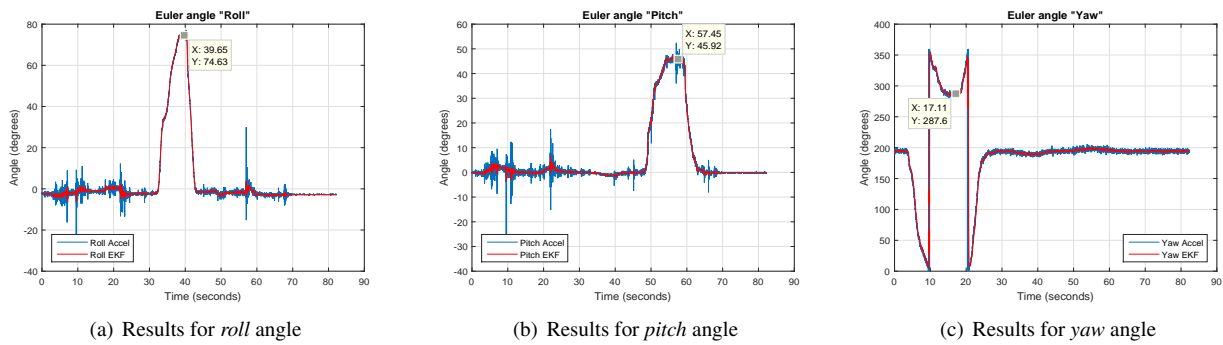 Euler angle "Roll"
80
60
40
20
0
-20
-40
Angle (degrees)
X: 39.65
Y: 74.63
Roll Accel
Roll EKF
0 10 20 30 40 50 60 70 80 90
Time (seconds)
(a) Results for roll angle
Euler angle "Pitch"
60
50
40
30
20
10
0
-10
-20
-30
-40
Angle (degrees)
X: 57.45
Y: 45.92
Pitch Accel
Pitch EKF
0 10 20 30 40 50 60 70 80 90
Time (seconds)
(b) Results for pitch angle
Euler angle "Yaw"
400
350
300
250
200
150
100
50
0
Angle (degrees)
X: 17.11
Y: 287.6
Yaw Accel
Yaw EKF
0 10 20 30 40 50 60 70 80 90
Time (seconds)
(c) Results for yaw angle